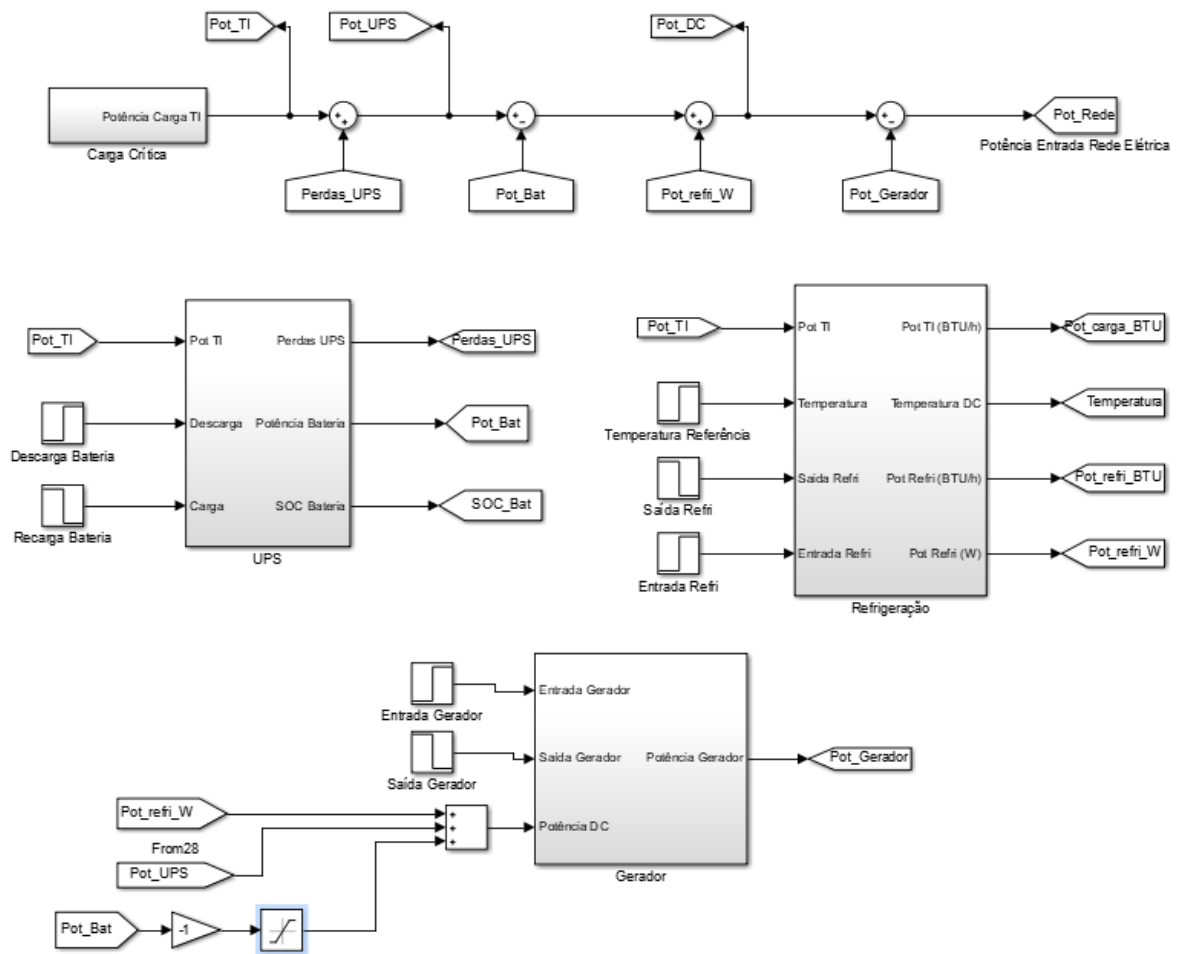 Pot_TI
Pot_UPS
Pot_DC
Potência Carga TI
Carga Crítica
+
+
+
−
+
+
+
−
Pot_Rede
Potência Entrada Rede Elétrica
Perdas_UPS
Pot_Bat
Pot_refri_W
Pot_Gerador
Pot_TI
Pot TI
Perdas UPS
Perdas_UPS
Descarga
Potência Bateria
Pot_Bat
Descarga Bateria
Carga
SOC Bateria
SOC_Bat
Recarga Bateria
UPS
Pot_TI
Pot TI
Pot TI (BTU/h)
Pot_carga_BTU
Temperatura
Temperatura DC
Temperatura
Temperatura Referência
Saída Refri
Pot Refri (BTU/h)
Pot_refri_BTU
Saída Refri
Entrada Refri
Pot Refri (W)
Pot_refri_W
Entrada Refri
Refrigeração
Entrada Gerador
Entrada Gerador
Saída Gerador
Potência Gerador
Pot_Gerador
Saída Gerador
Pot_refri_W
+
+
+
Potência DC
From28
Pot_UPS
Gerador
Pot_Bat
-1